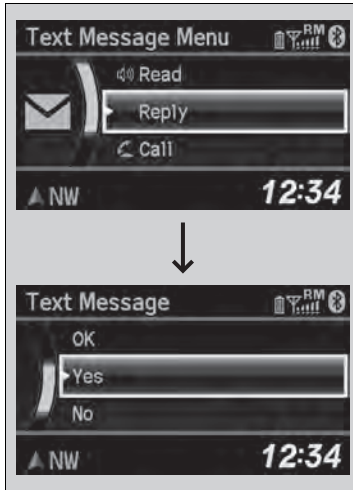 Text Message Menu RM
Read
Reply
Call
NW 12:34
Text Message RM
OK
Yes
No
NW 12:34